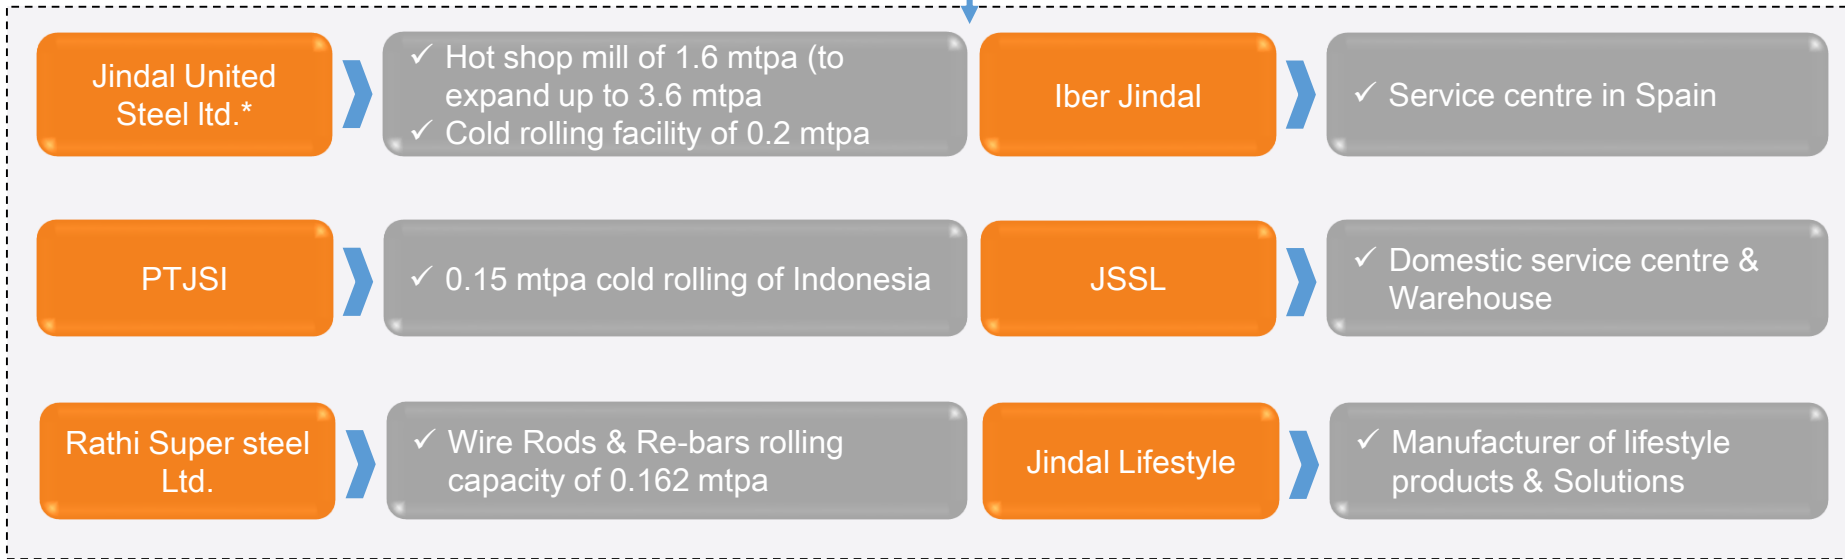 Jindal United
Steel ltd.*
✓ Hot shop mill of 1.6 mtpa (to
expand up to 3.6 mtpa
✓ Cold rolling facility of 0.2 mtpa
Iber Jindal
✓ Service centre in Spain
PTJSI
✓ 0.15 mtpa cold rolling of Indonesia
JSSL
✓ Domestic service centre &
Warehouse
Rathi Super steel
Ltd.
✓ Wire Rods & Re-bars rolling
capacity of 0.162 mtpa
Jindal Lifestyle
✓ Manufacturer of lifestyle
products & Solutions